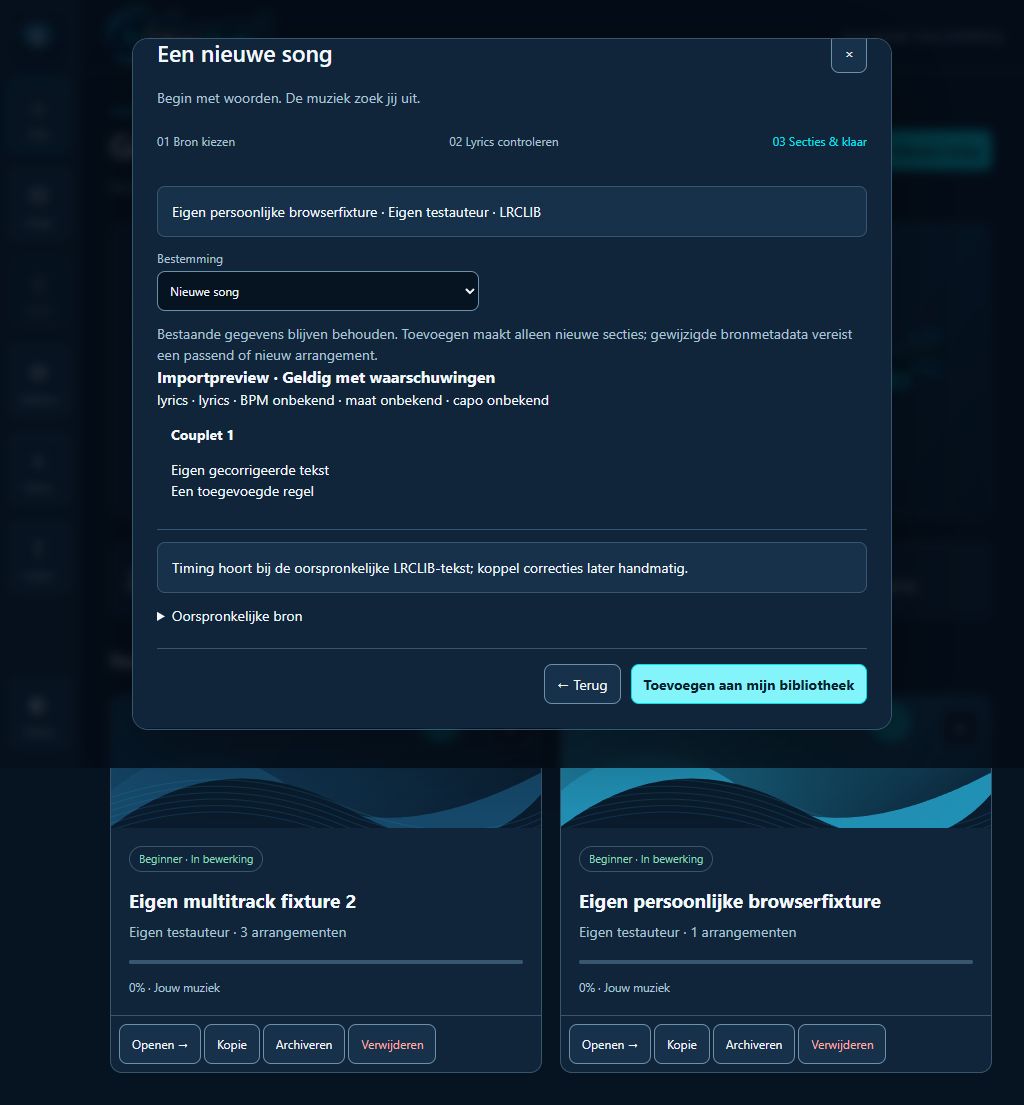 Een nieuwe song
×
Begin met woorden. De muziek zoek jij uit.
01 Bron kiezen
02 Lyrics controleren
03 Secties & klaar
Eigen persoonlijke browserfixture · Eigen testauteur · LRCLIB
Bestemming
Nieuwe song
Bestaande gegevens blijven behouden. Toevoegen maakt alleen nieuwe secties; gewijzigde bronmetadata vereist
een passend of nieuw arrangement.
Importpreview · Geldig met waarschuwingen
lyrics · lyrics · BPM onbekend · maat onbekend · capo onbekend
Couplet 1
Eigen gecorrigeerde tekst
Een toegevoegde regel
Timing hoort bij de oorspronkelijke LRCLIB-tekst; koppel correcties later handmatig.
▶ Oorspronkelijke bron
← Terug
Toevoegen aan mijn bibliotheek
Beginner · In bewerking
Eigen multitrack fixture 2
Eigen testauteur · 3 arrangementen
0% · Jouw muziek
Openen →
Kopie
Archiveren
Verwijderen
Beginner · In bewerking
Eigen persoonlijke browserfixture
Eigen testauteur · 1 arrangementen
0% · Jouw muziek
Openen →
Kopie
Archiveren
Verwijderen